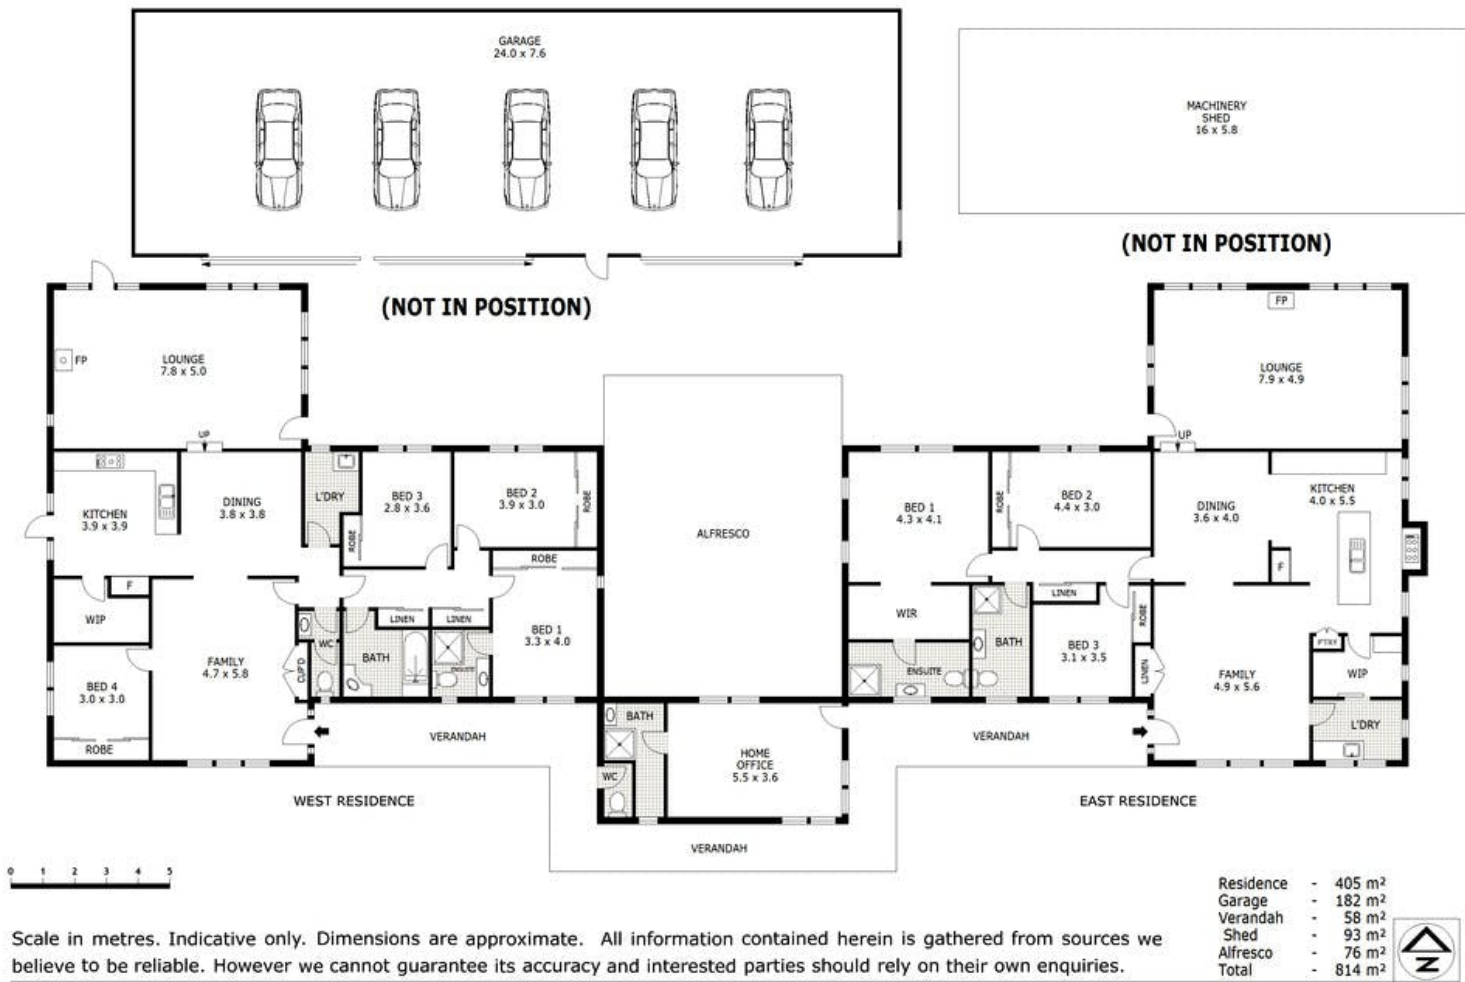 GARAGE
24.0 x 7.6
MACHINERY
SHED
16 x 5.8
(NOT IN POSITION)
(NOT IN POSITION)
FP
LOUNGE
7.8 x 5.0
UP
FP
LOUNGE
7.9 x 4.9
UP
KITCHEN
3.9 x 3.9
DINING
3.8 x 3.8
L'DRY
BED 3
2.8 x 3.6
ROBE
BED 2
3.9 x 3.0
ROBE
ROBE
F
WIP
BED 4
3.0 x 3.0
ROBE
FAMILY
4.7 x 5.8
WC
CUP'D
BATH
LINEN
LINEN
ENSUITE
BED 1
3.3 x 4.0
VERANDAH
WEST RESIDENCE
ALFRESCO
BATH
WC
HOME
OFFICE
5.5 x 3.6
VERANDAH
BED 1
4.3 x 4.1
ROBE
BED 2
4.4 x 3.0
WIR
ENSUITE
BATH
LINEN
BED 3
3.1 x 3.5
ROBE
LINEN
DINING
3.6 x 4.0
KITCHEN
4.0 x 5.5
F
P'TRY
WIP
FAMILY
4.9 x 5.6
L'DRY
VERANDAH
EAST RESIDENCE
0 1 2 3 4 5
Residence - 405 m²
Garage - 182 m²
Verandah - 58 m²
Shed - 93 m²
Alfresco - 76 m²
Total - 814 m²
N
Scale in metres. Indicative only. Dimensions are approximate. All information contained herein is gathered from sources we
believe to be reliable. However we cannot guarantee its accuracy and interested parties should rely on their own enquiries.